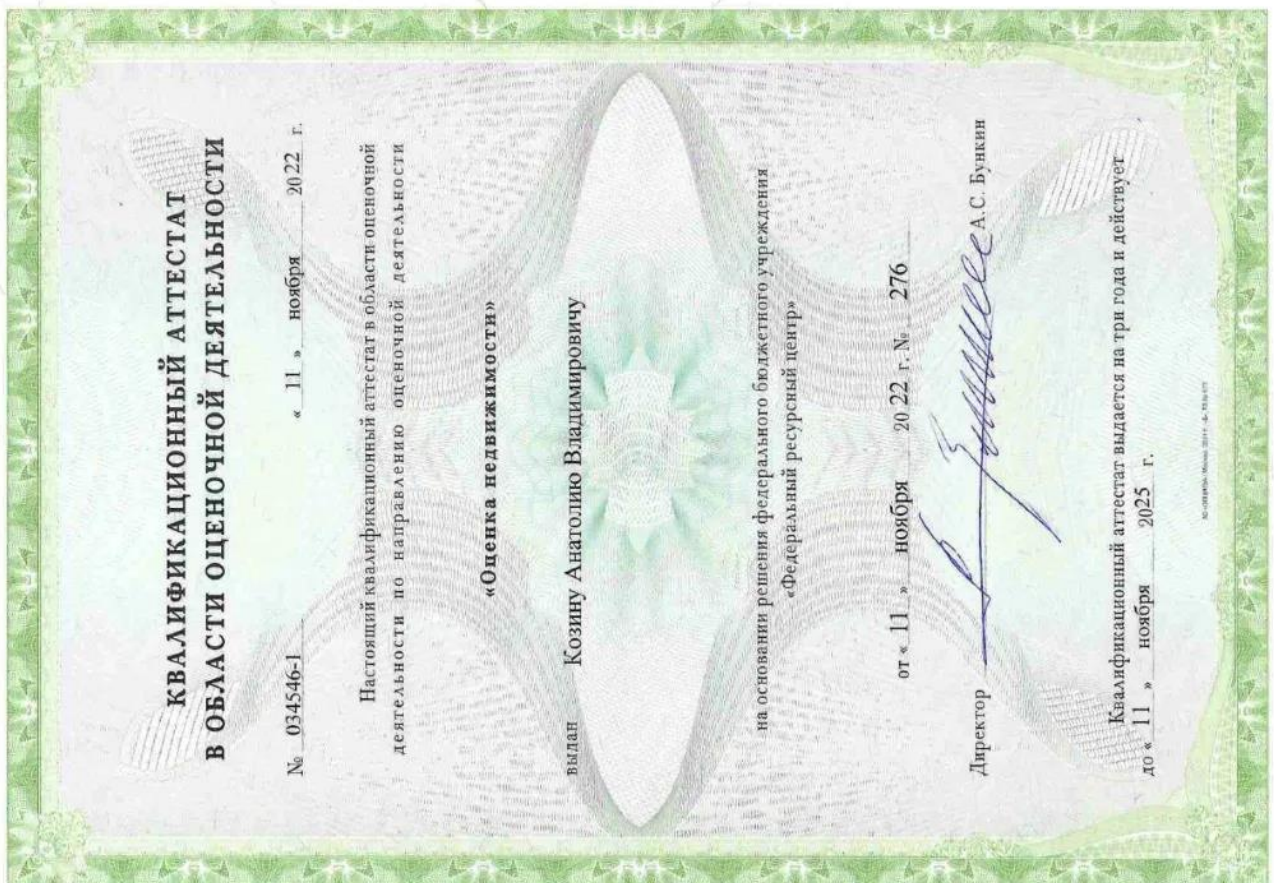 КВАЛИФИКАЦИОННЫЙ АТТЕСТАТ
В ОБЛАСТИ ОЦЕНОЧНОЙ ДЕЯТЕЛЬНОСТИ
№ 034546-1 « 11 » ноября 2022 г.
Настоящий квалификационный аттестат в области оценочной
деятельности по направлению оценочной деятельности
«Оценка недвижимости»
выдан Козину Анатолию Владимировичу
на основании решения федерального бюджетного учреждения
«Федеральный ресурсный центр»
от « 11 » ноября 20 22 г. № 276
Директор А.С. Бункин
Квалификационный аттестат выдается на три года и действует
до « 11 » ноября 2025 г.